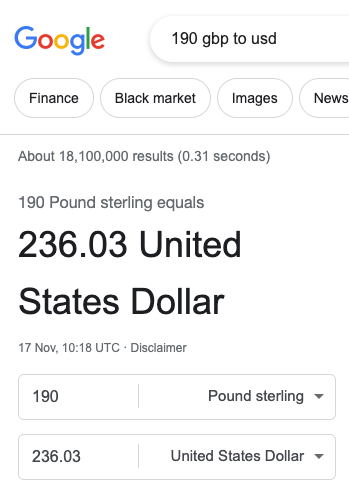 Google
190 gbp to usd
Finance
Black market
Images
News
About 18,100,000 results (0.31 seconds)
190 Pound sterling equals
236.03 United
States Dollar
17 Nov, 10:18 UTC · Disclaimer
190
Pound sterling
236.03
United States Dollar